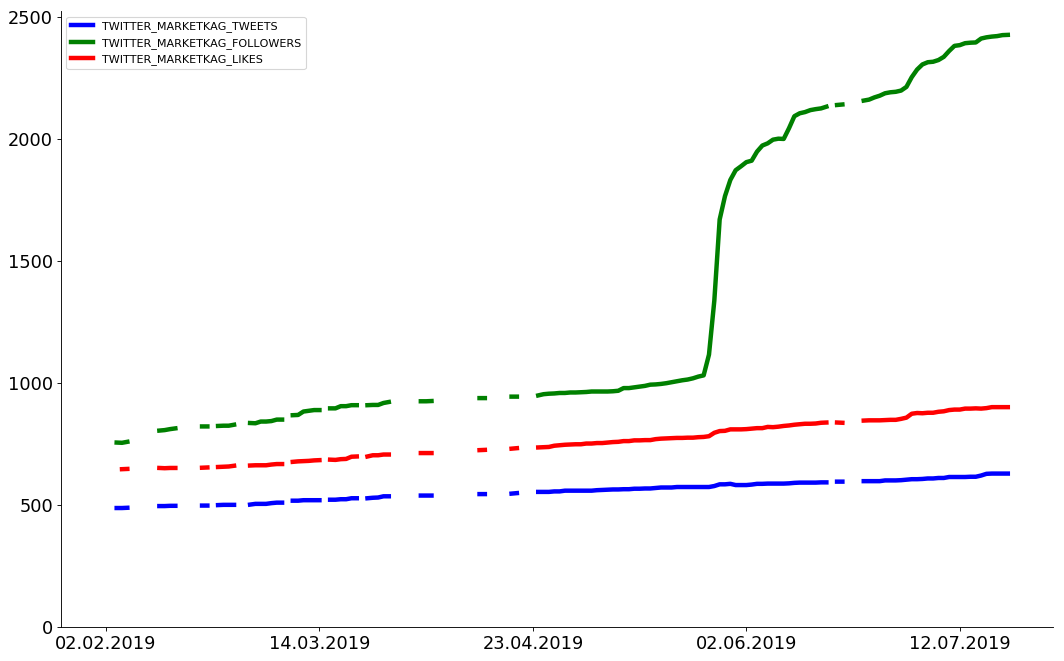 2500
TWITTER_MARKETKAG_TWEETS
TWITTER_MARKETKAG_FOLLOWERS
TWITTER_MARKETKAG_LIKES
2000
1500
1000
500
0
02.02.2019 14.03.2019 23.04.2019 02.06.2019 12.07.2019